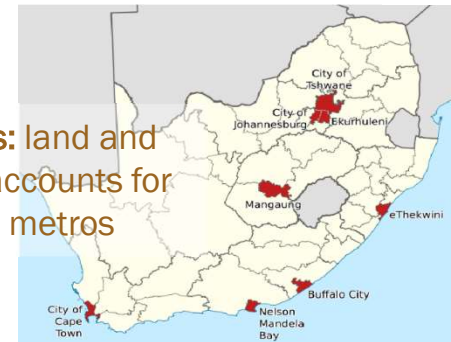 City of
Tshwane
City of
Johannesburg
Ekurhuleni
s: land and
accounts for
metros
Mangaung
eThekwini
Buffalo City
City of
Cape
Town
Nelson
Mandela
Bay